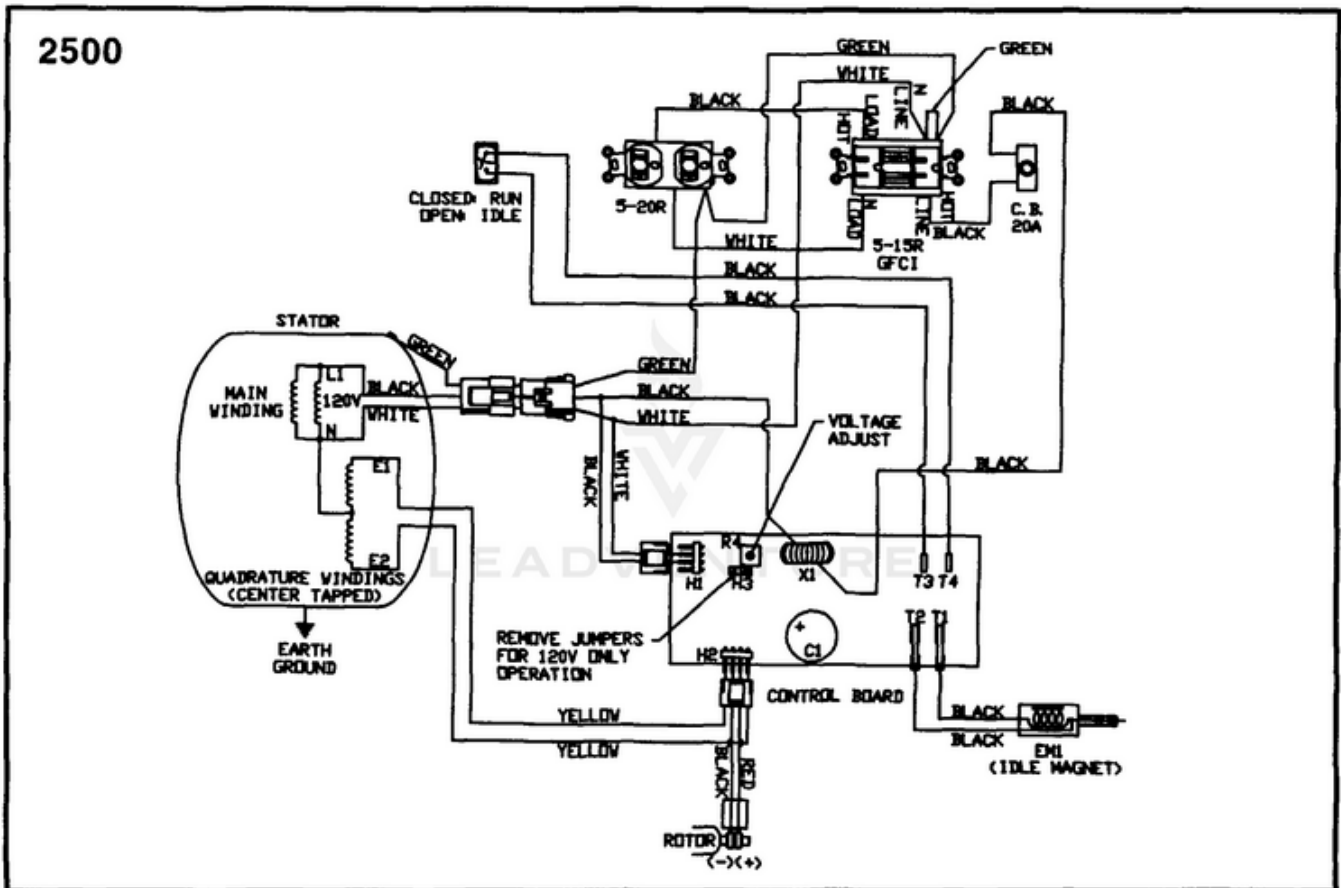 2500
GREEN
GREEN
WHITE
N
LINE
BLACK
LOAD
HOT
BLACK
CLOSED: RUN
OPEN: IDLE
5-20R
LOAD
N
LINE
HOT
BLACK
C.B.
20A
WHITE
5-15R
GFCI
BLACK
BLACK
STATOR
GREEN
GREEN
L1
MAIN
WINDING
120V
BLACK
BLACK
WHITE
WHITE
N
VOLTAGE
ADJUST
E1
BLACK
WHITE
BLACK
R4
E2
LEADVENTURE
H1
H3
X1
T3 T4
QUADRATURE WINDINGS
(CENTER TAPPED)
T2 T1
EARTH
GROUND
REMOVE JUMPERS
FOR 120V ONLY
OPERATION
+
C1
H2
CONTROL BOARD
YELLOW
BLACK
YELLOW
BLACK
EM1
(IDLE MAGNET)
BLACK
RED
ROTOR
(-)(+)